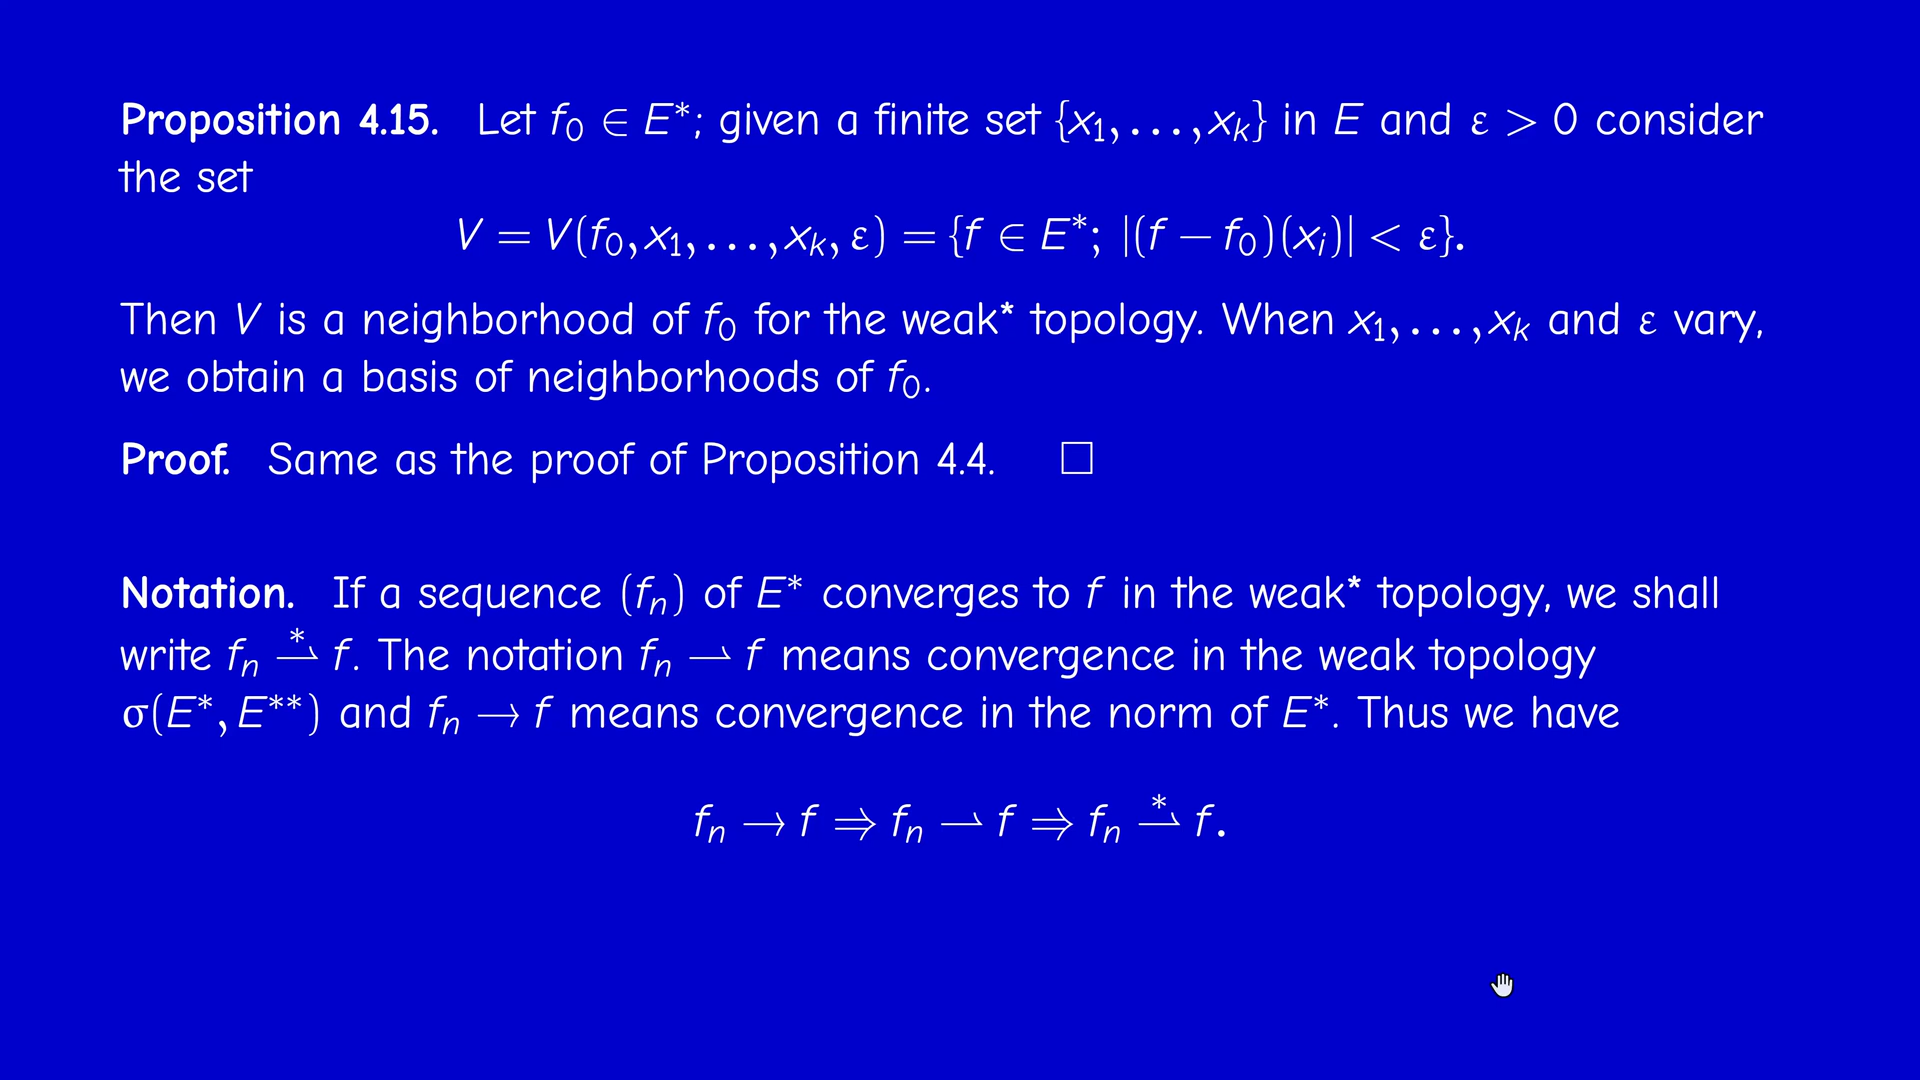 Proposition 4.15. Let f₀ ∈ E*; given a finite set {x₁, . . . , xₖ} in E and ε > 0 consider
the set
V = V(f₀, x₁, . . . , xₖ, ε) = {f ∈ E*; |(f − f₀)(xᵢ)| < ε}.
Then V is a neighborhood of f₀ for the weak* topology. When x₁, . . . , xₖ and ε vary,
we obtain a basis of neighborhoods of f₀.
Proof. Same as the proof of Proposition 4.4. □
Notation. If a sequence (fₙ) of E* converges to f in the weak* topology, we shall
write fₙ ⇀* f. The notation fₙ ⇀ f means convergence in the weak topology
σ(E*, E**) and fₙ → f means convergence in the norm of E*. Thus we have
fₙ → f ⇒ fₙ ⇀ f ⇒ fₙ ⇀* f.